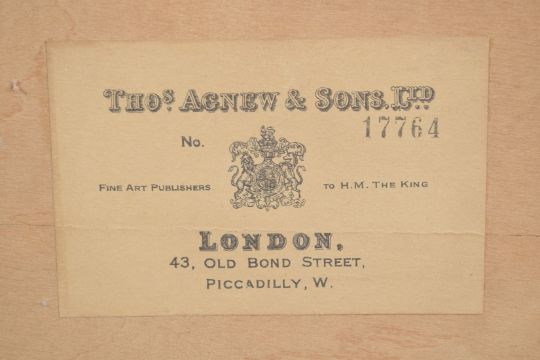 Thos. Agnew & Sons. Ltd.
17764
No.
Fine Art Publishers to H.M. The King
London,
43, Old Bond Street,
Piccadilly, W.